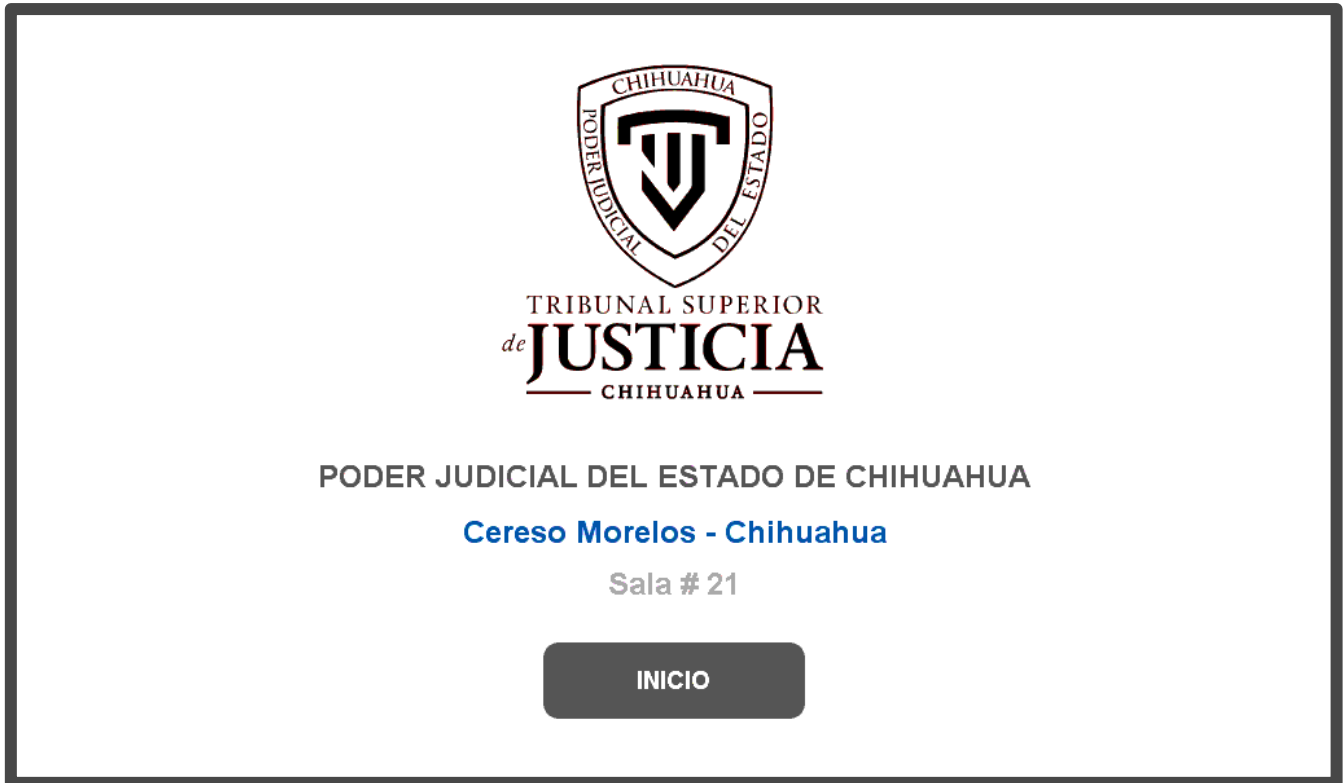 CHIHUAHUA
PODER JUDICIAL DEL ESTADO
TRIBUNAL SUPERIOR
de JUSTICIA
CHIHUAHUA
PODER JUDICIAL DEL ESTADO DE CHIHUAHUA
Cereso Morelos - Chihuahua
Sala # 21
INICIO